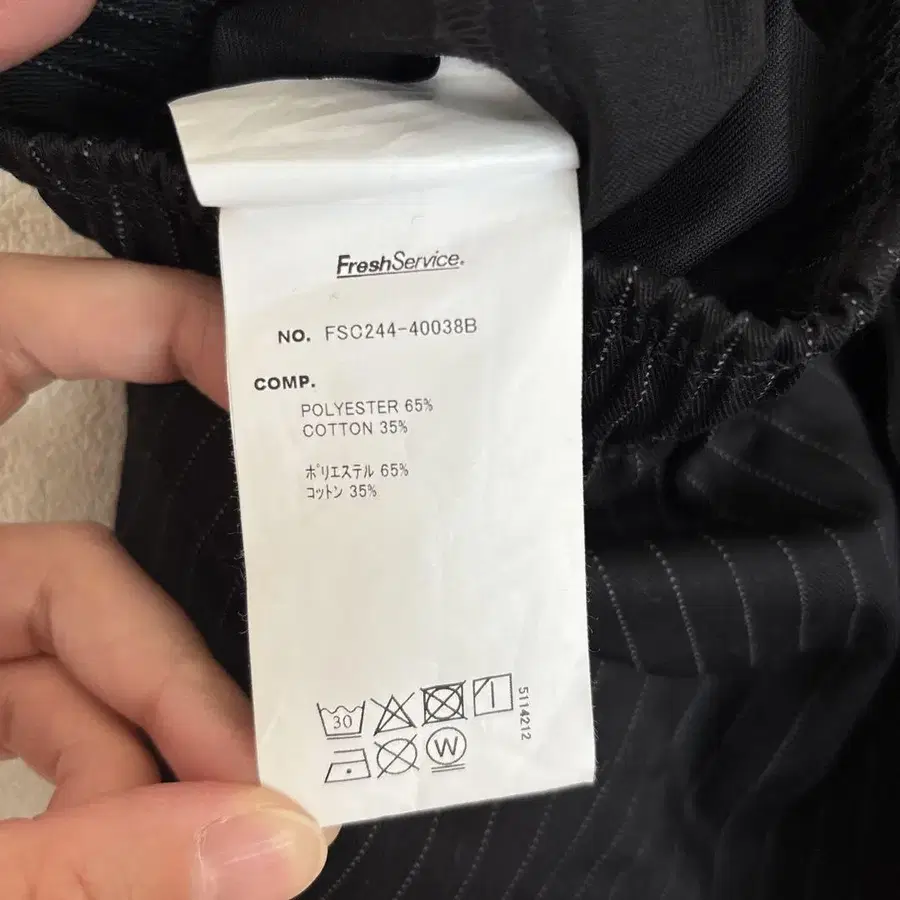 FreshService.
NO. FSC244-40038B
COMP.
POLYESTER 65%
COTTON 35%
ポリエステル 65%
コットン 35%
30
W
5114212